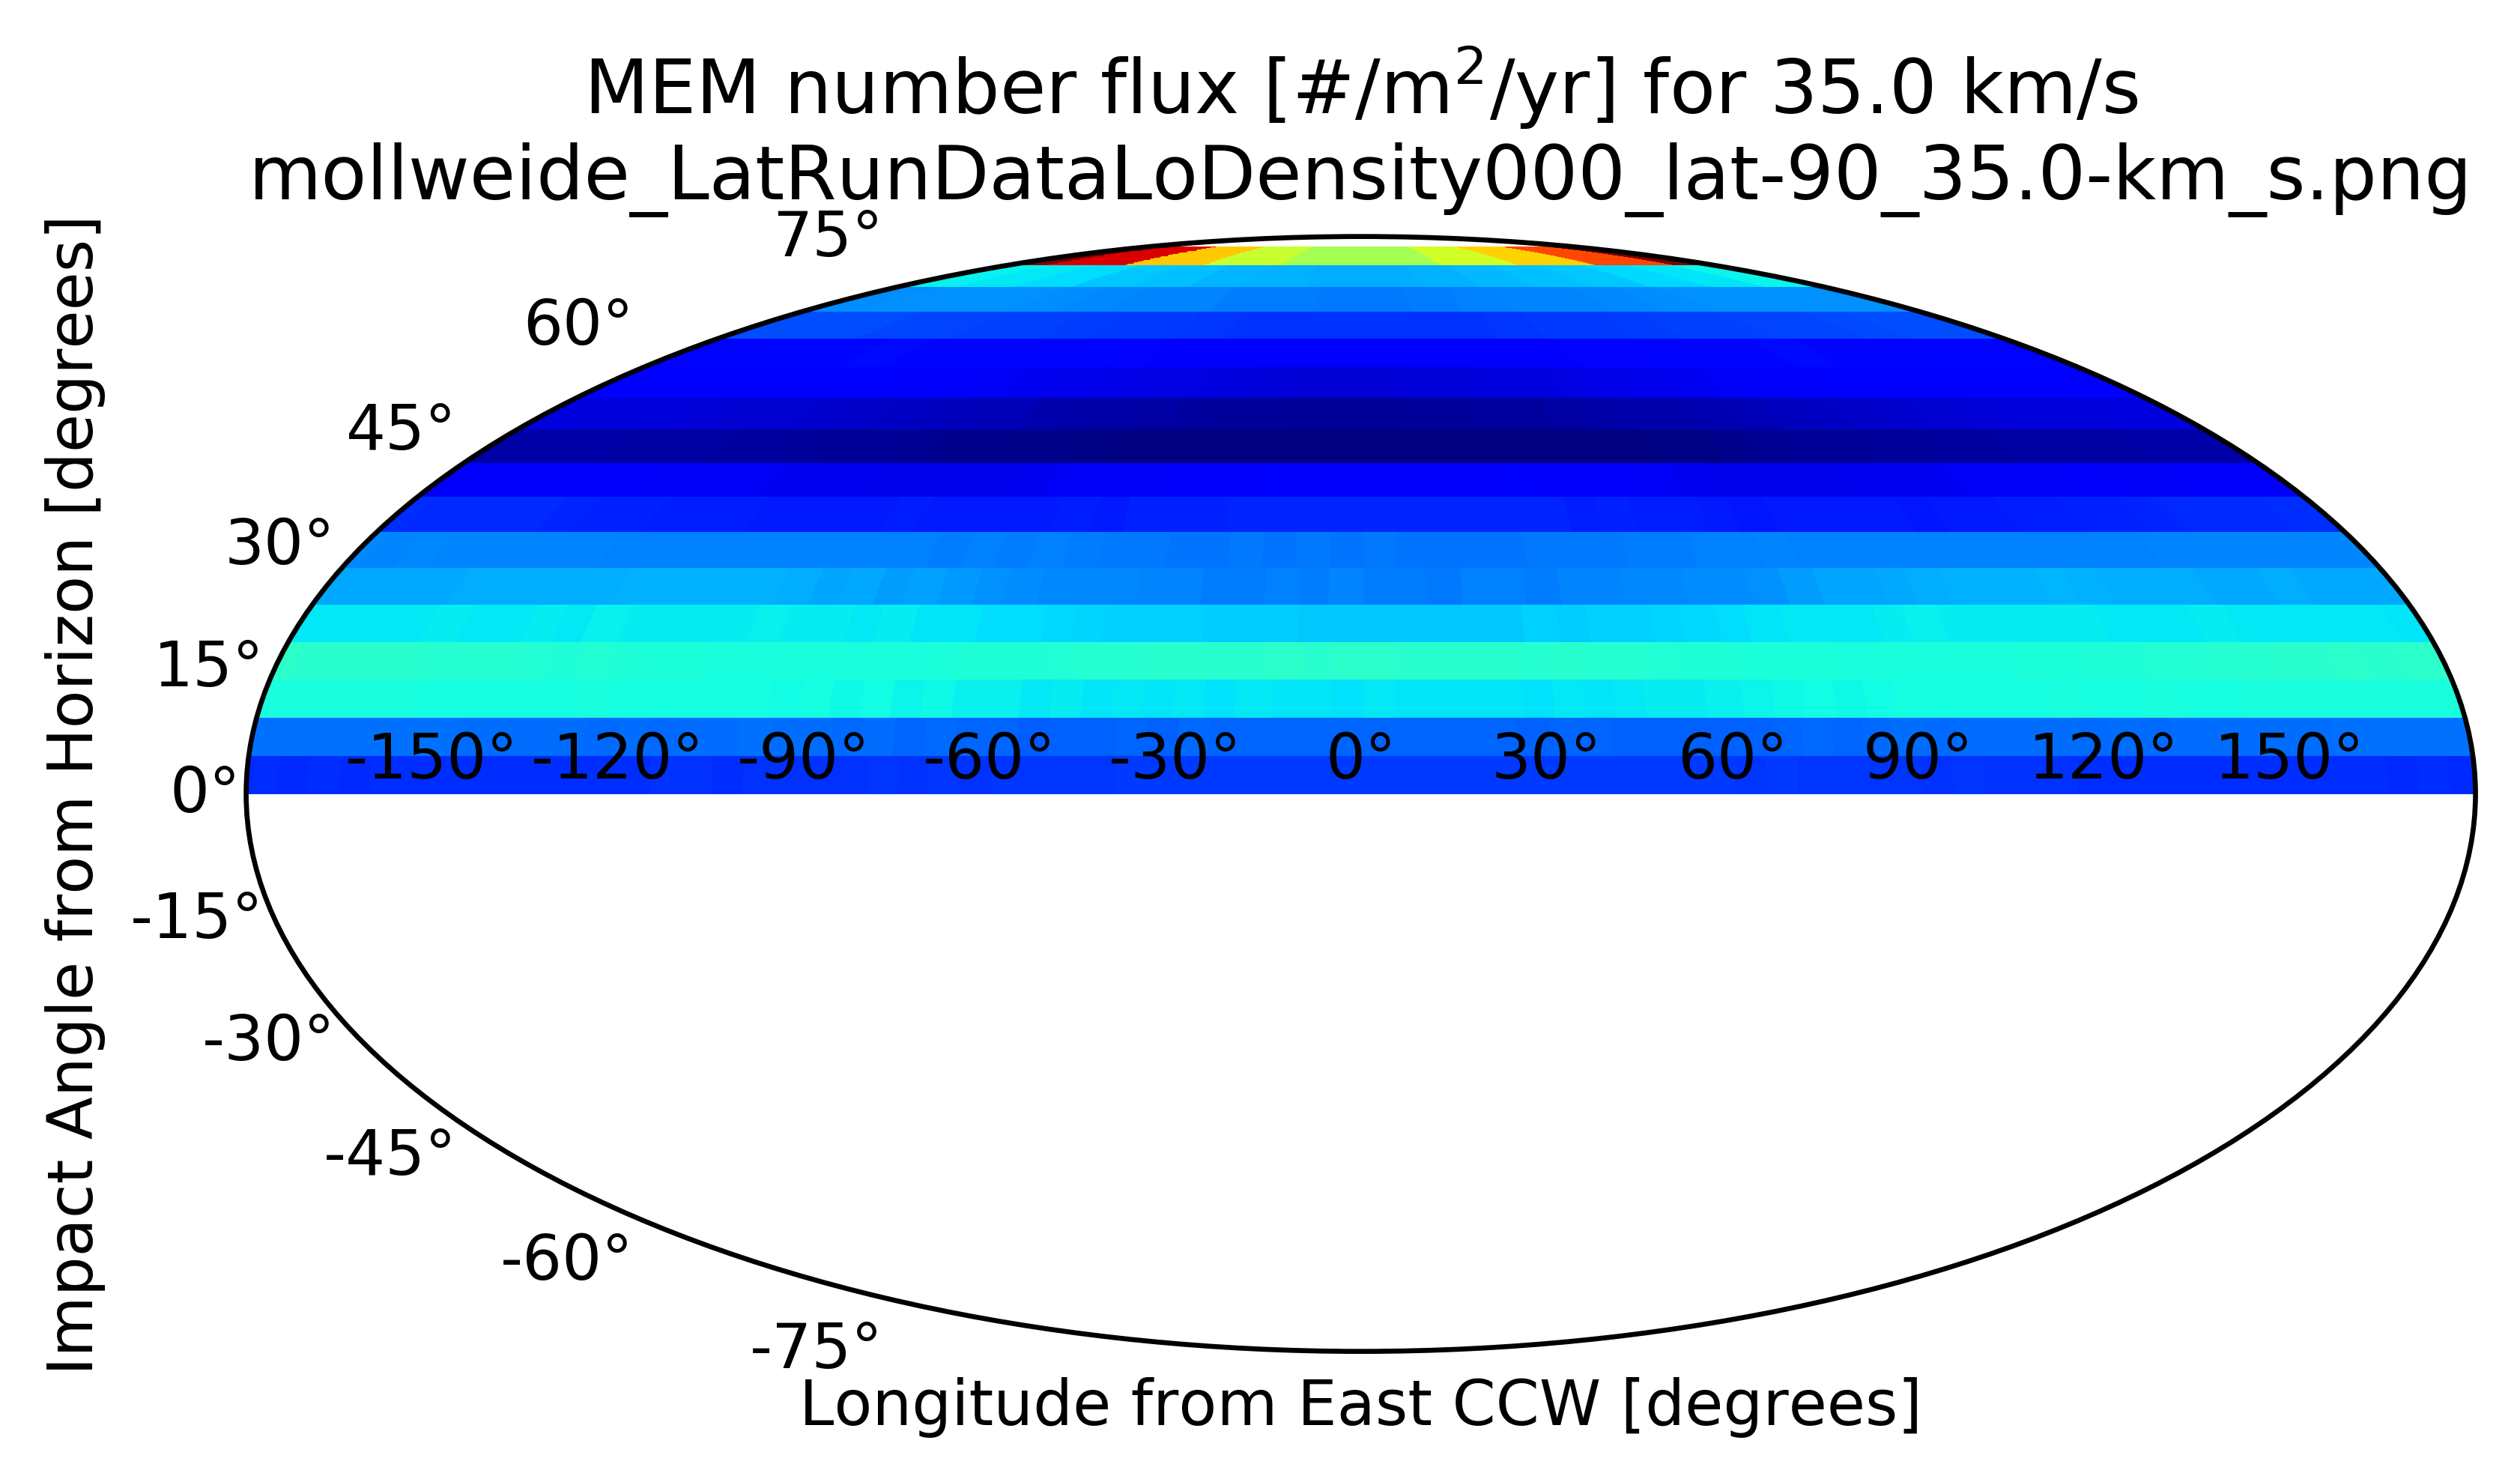 MEM number flux [#/m²/yr] for 35.0 km/s
mollweide_LatRunDataLoDensity000_lat-90_35.0-km_s.png
Impact Angle from Horizon [degrees]
75°
60°
45°
30°
15°
0°
-15°
-30°
-45°
-60°
-75°
-150° -120° -90° -60° -30° 0° 30° 60° 90° 120° 150°
Longitude from East CCW [degrees]